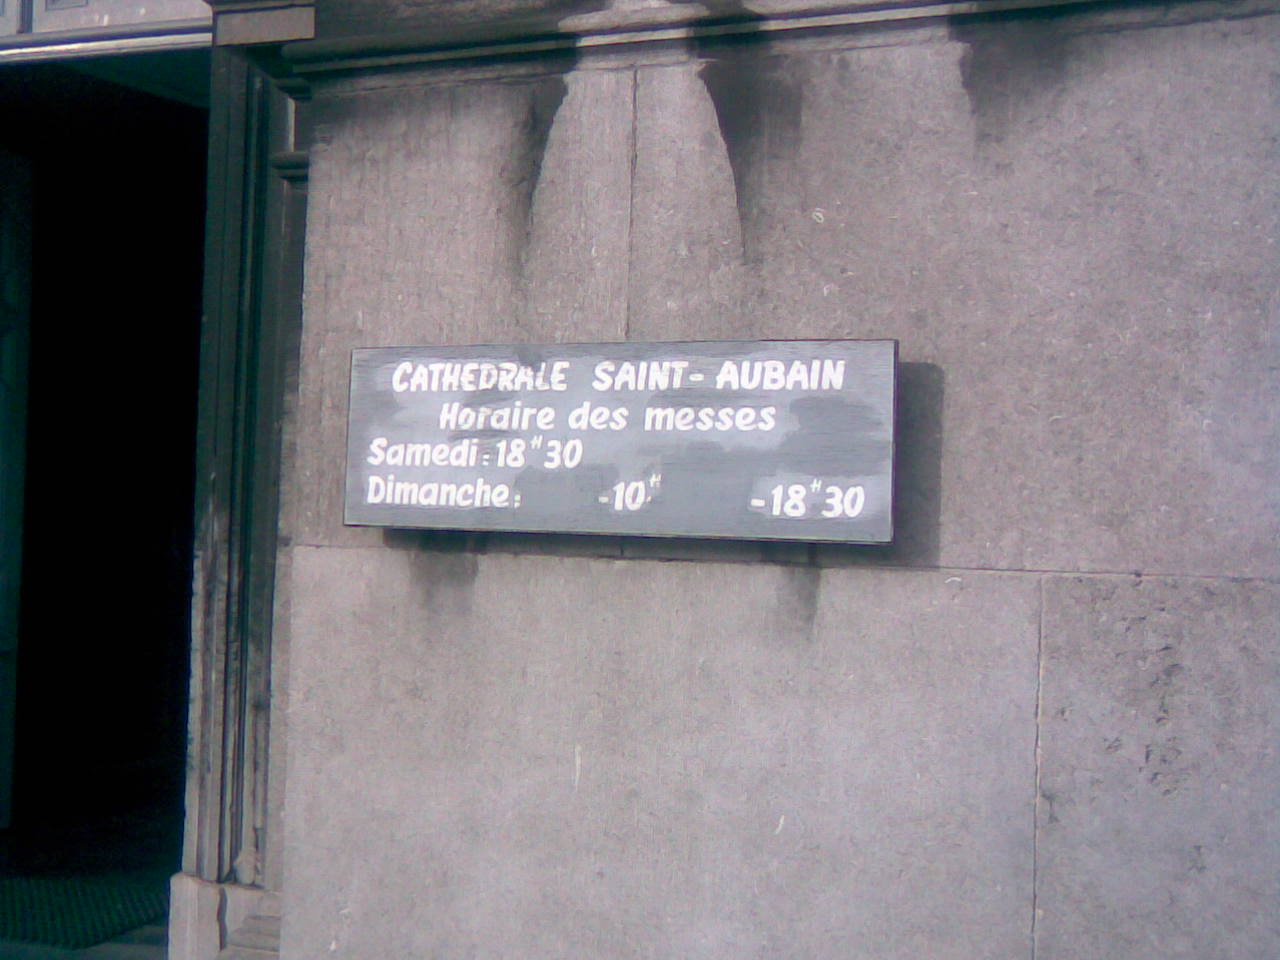 CATHEDRALE SAINT-AUBAIN
Horaire des messes
Samedi: 18H30
Dimanche: -10H -18H30